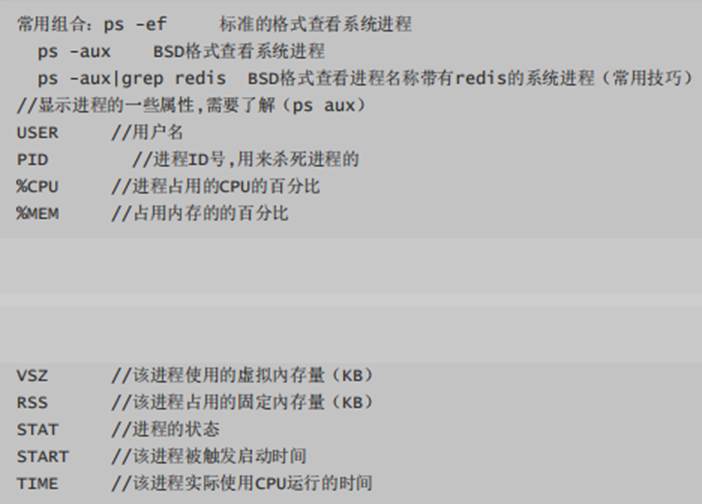 常用组合：ps -ef     标准的格式查看系统进程
  ps -aux    BSD格式查看系统进程
  ps -aux|grep redis  BSD格式查看进程名称带有redis的系统进程（常用技巧）
//显示进程的一些属性,需要了解（ps aux）
USER     //用户名
PID        //进程ID号,用来杀死进程的
%CPU     //进程占用的CPU的百分比
%MEM     //占用内存的的百分比
VSZ      //该进程使用的虚拟內存量（KB）
RSS      //该进程占用的固定內存量（KB）
STAT     //进程的状态
START    //该进程被触发启动时间
TIME     //该进程实际使用CPU运行的时间